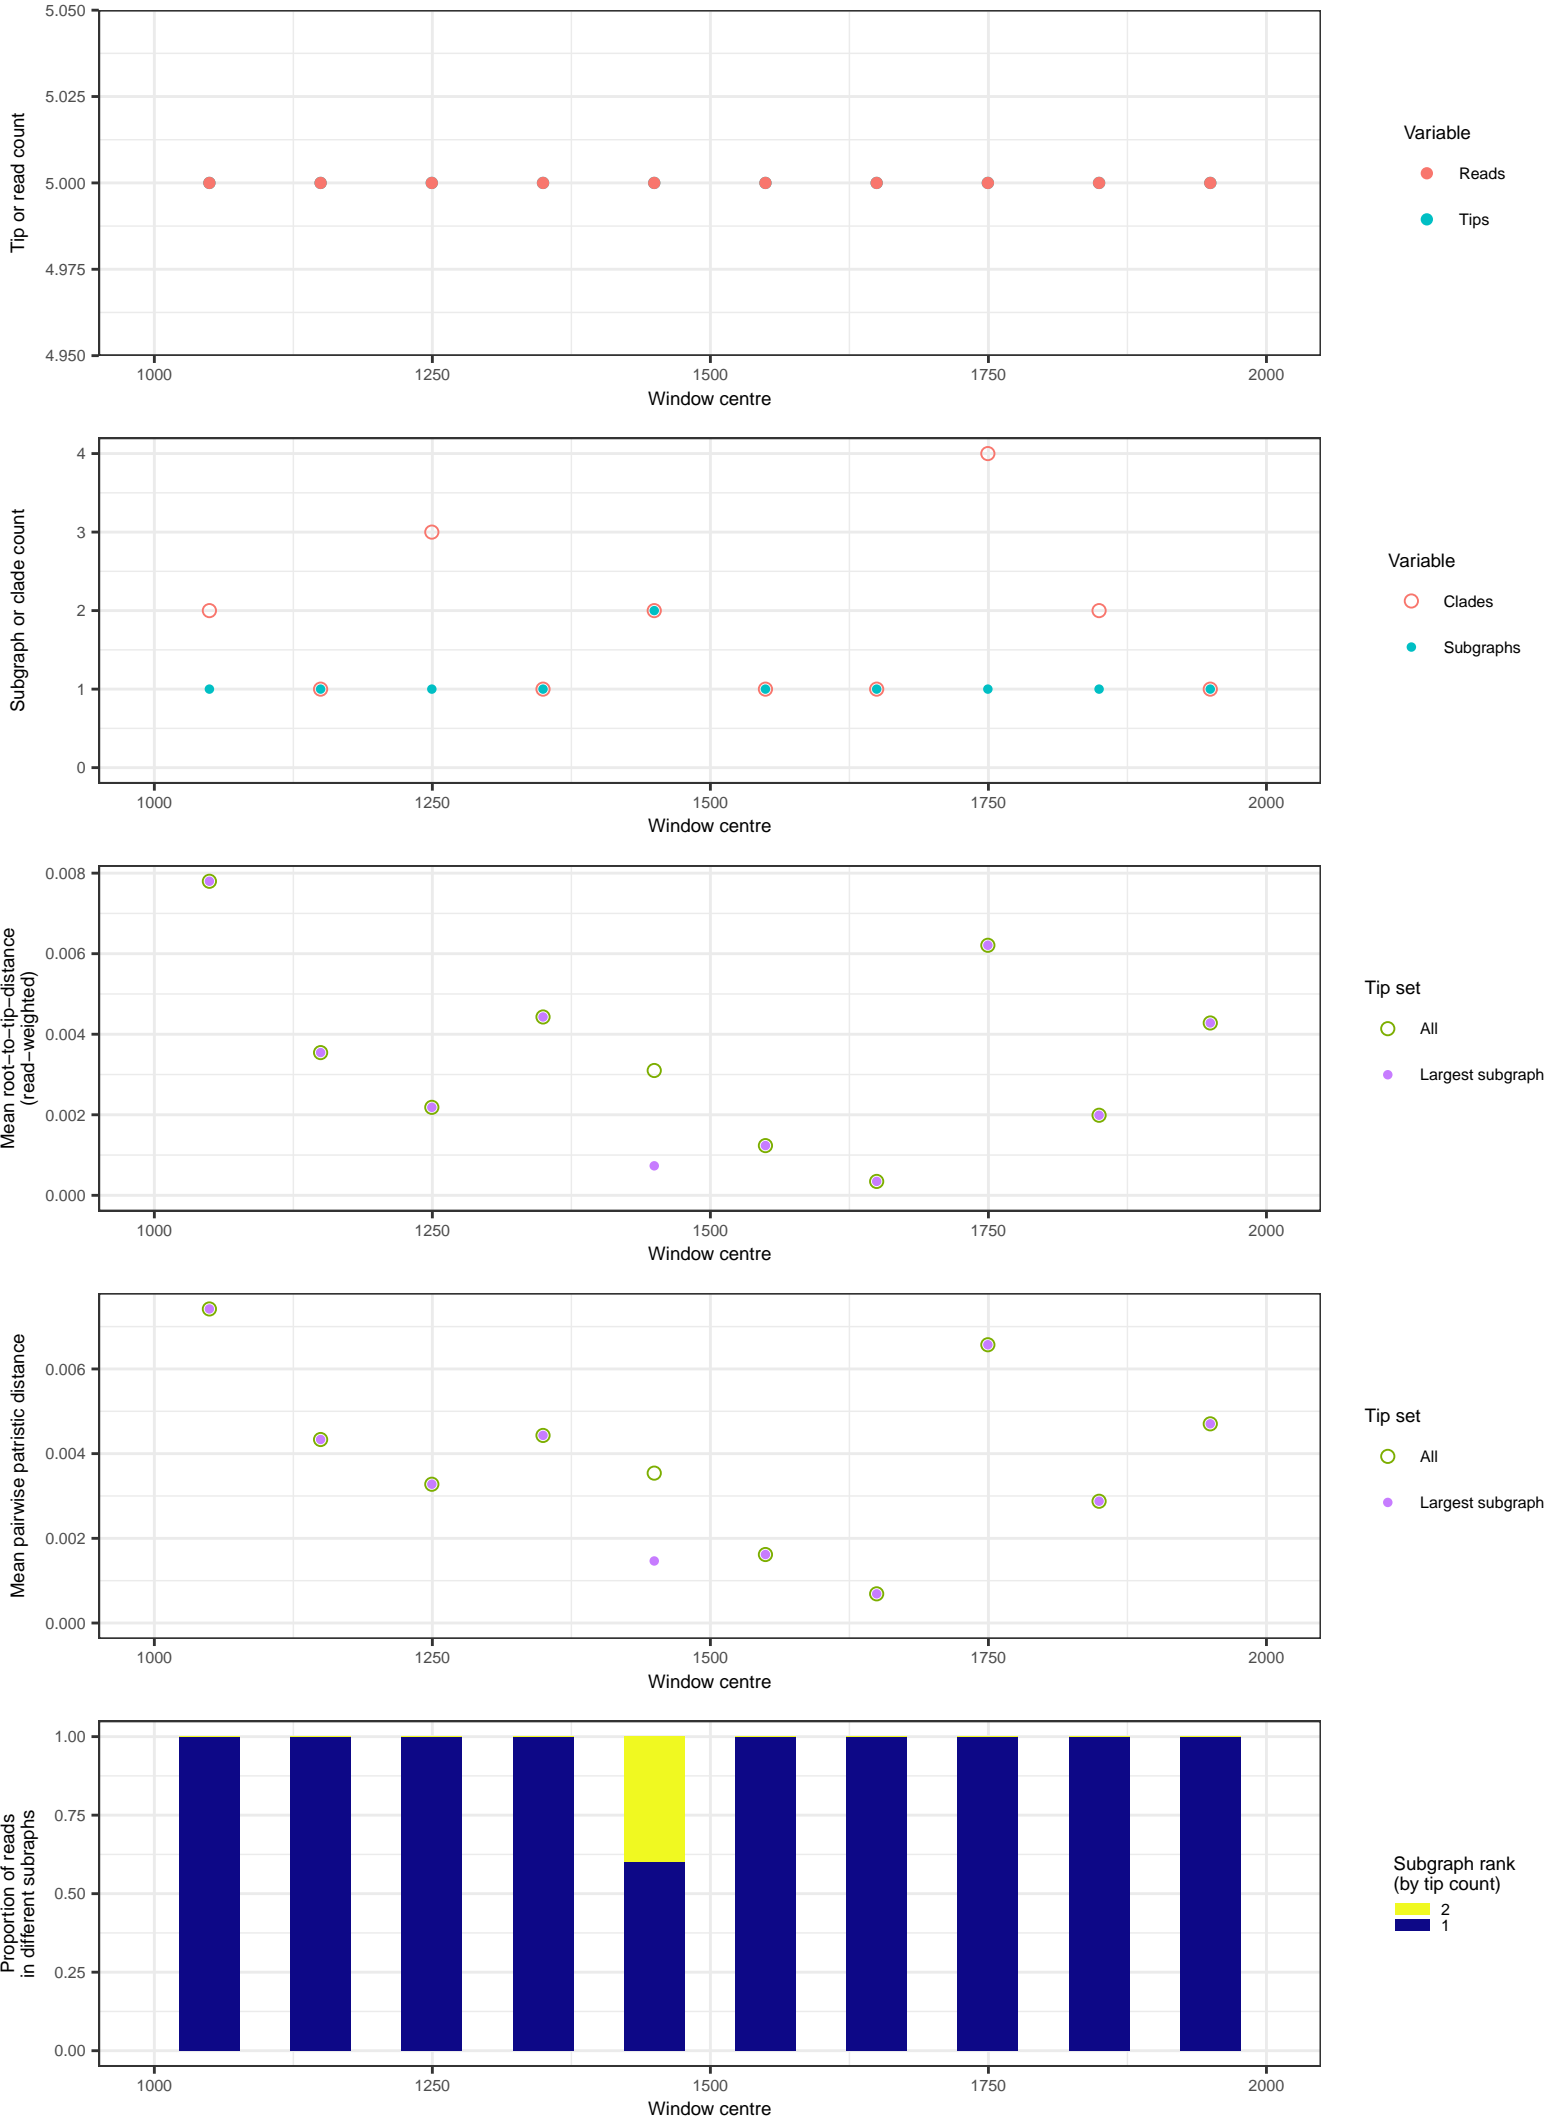 5.050
5.025
5.000
4.975
4.950
Tip or read count
1000 1250 1500 1750 2000
Window centre
Variable
Reads
Tips
4
3
2
1
0
Subgraph or clade count
1000 1250 1500 1750 2000
Window centre
Variable
Clades
Subgraphs
0.008
0.006
0.004
0.002
0.000
Mean root−to−tip−distance
(read−weighted)
1000 1250 1500 1750 2000
Window centre
Tip set
All
Largest subgraph
0.006
0.004
0.002
0.000
Mean pairwise patristic distance
1000 1250 1500 1750 2000
Window centre
Tip set
All
Largest subgraph
1.00
0.75
0.50
0.25
0.00
Proportion of reads
in different subraphs
1000 1250 1500 1750 2000
Window centre
Subgraph rank
(by tip count)
2
1